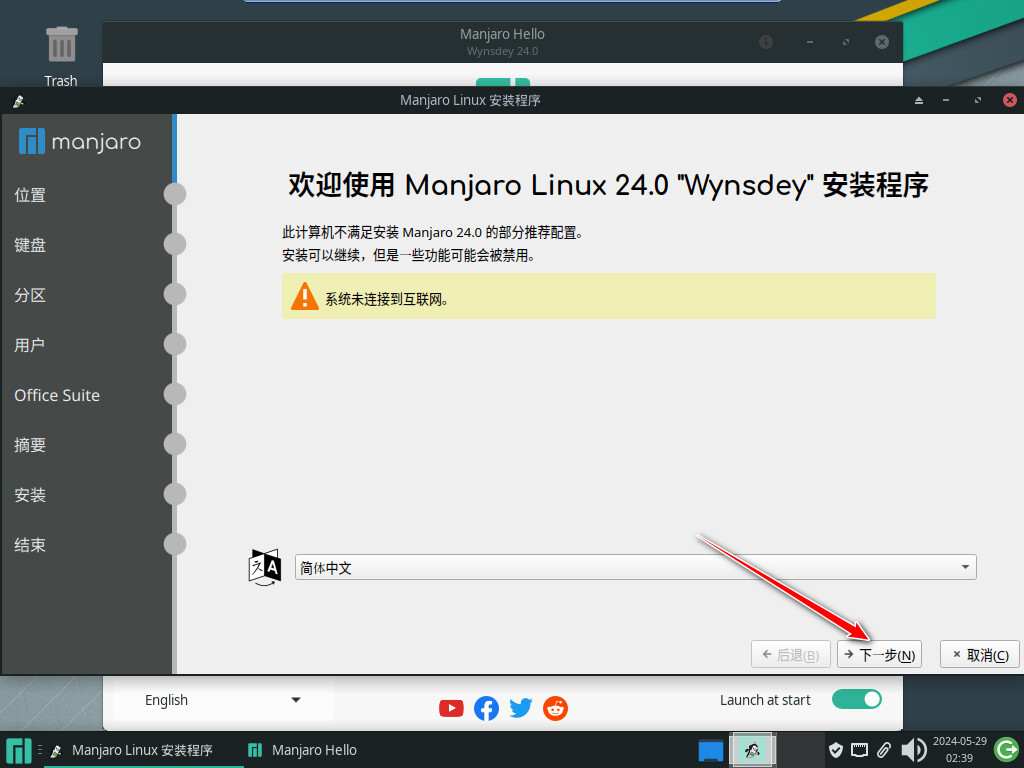 Manjaro Hello
Wynsdey 24.0
Trash
Manjaro Linux 安装程序
manjaro
欢迎使用 Manjaro Linux 24.0 "Wynsdey" 安装程序
此计算机不满足安装 Manjaro 24.0 的部分推荐配置。
安装可以继续，但是一些功能可能会被禁用。
系统未连接到互联网。
位置
键盘
分区
用户
Office Suite
摘要
安装
结束
简体中文
后退(B)
下一步(N)
取消(C)
English
Launch at start
Manjaro Linux 安装程序
Manjaro Hello
2024-05-29
02:39